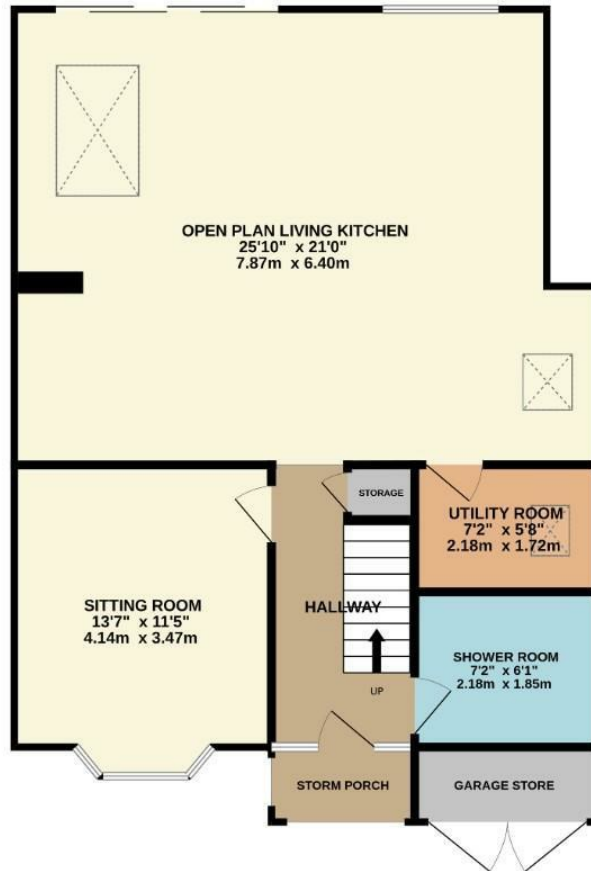 OPEN PLAN LIVING KITCHEN
25'10" x 21'0"
7.87m x 6.40m
STORAGE
UTILITY ROOM
7'2" x 5'8"
2.18m x 1.72m
SITTING ROOM
13'7" x 11'5"
4.14m x 3.47m
HALLWAY
SHOWER ROOM
7'2" x 6'1"
2.18m x 1.85m
UP
STORM PORCH
GARAGE STORE